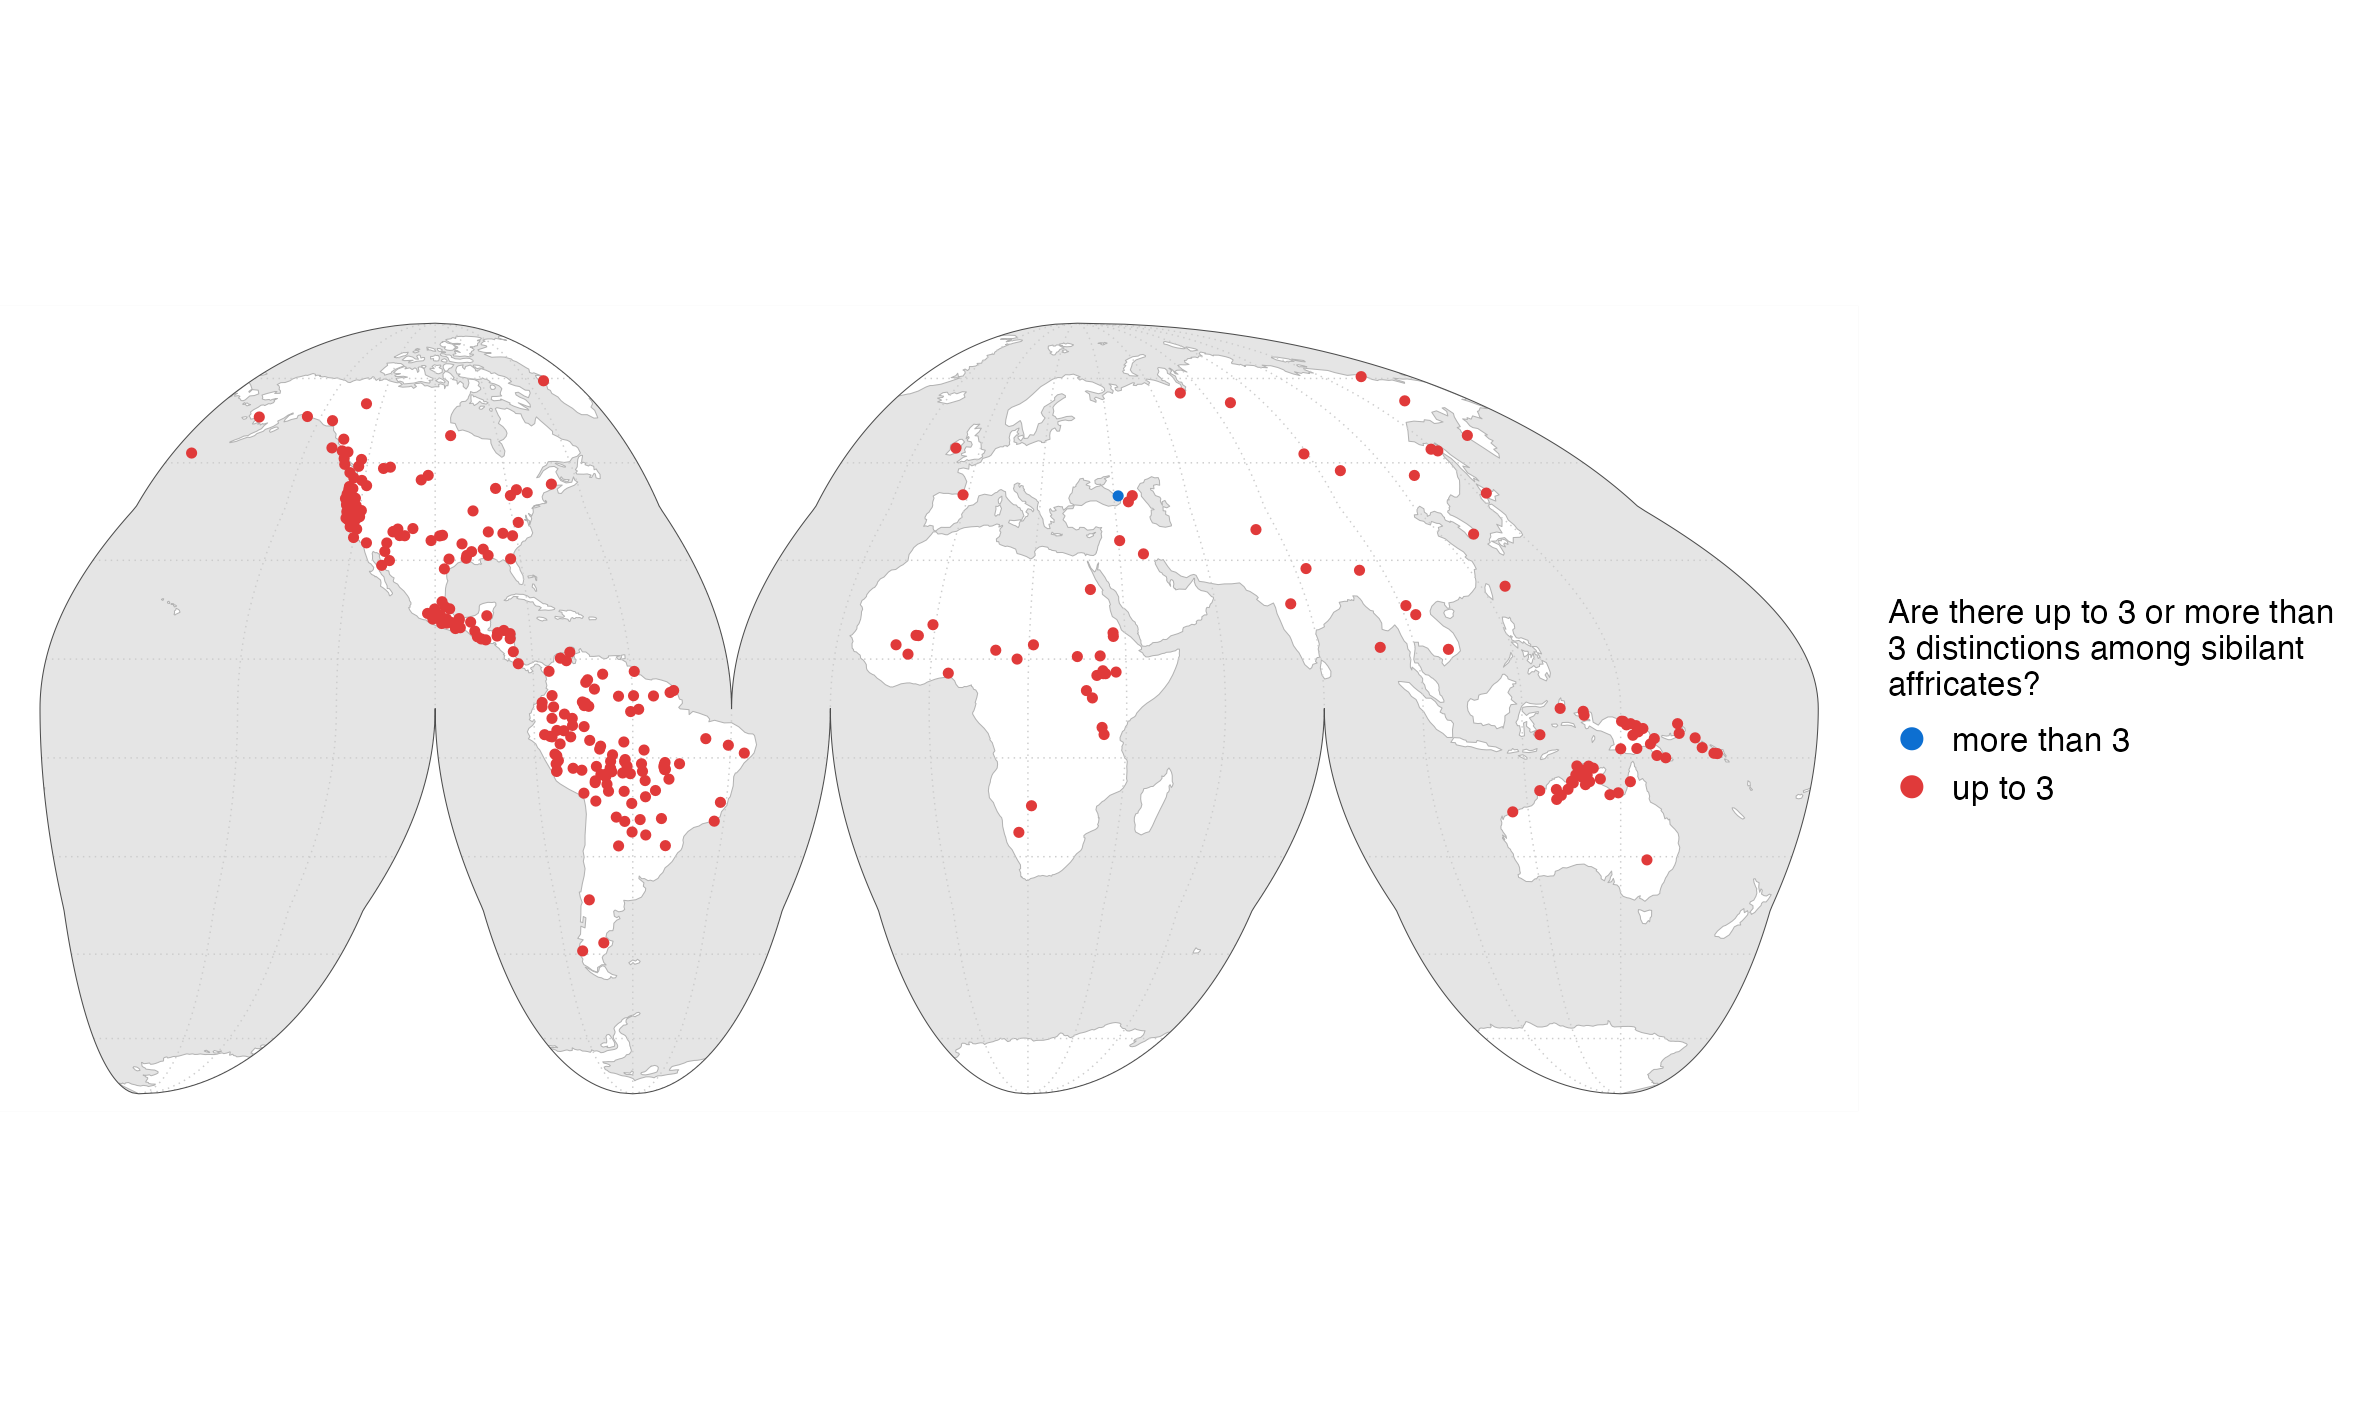 Are there up to 3 or more than
3 distinctions among sibilant
affricates?
more than 3
up to 3